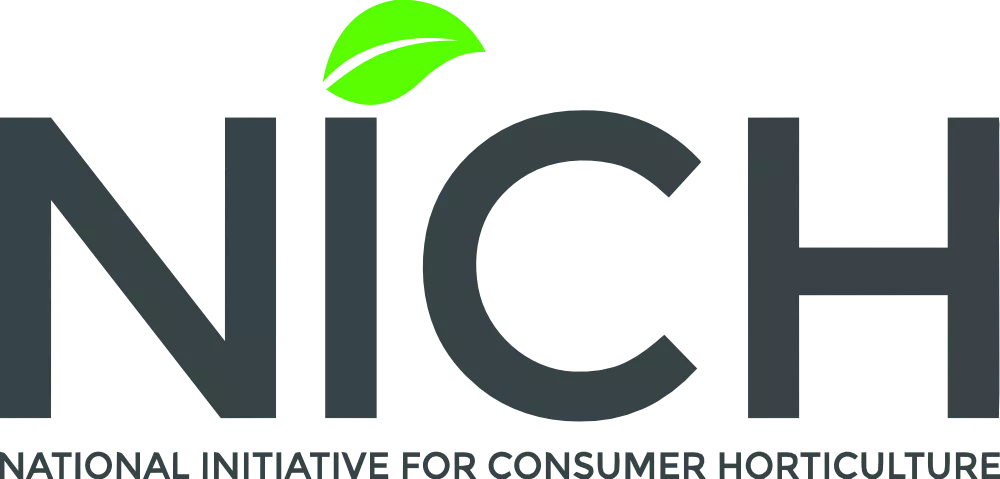 NICH
NATIONAL INITIATIVE FOR CONSUMER HORTICULTURE